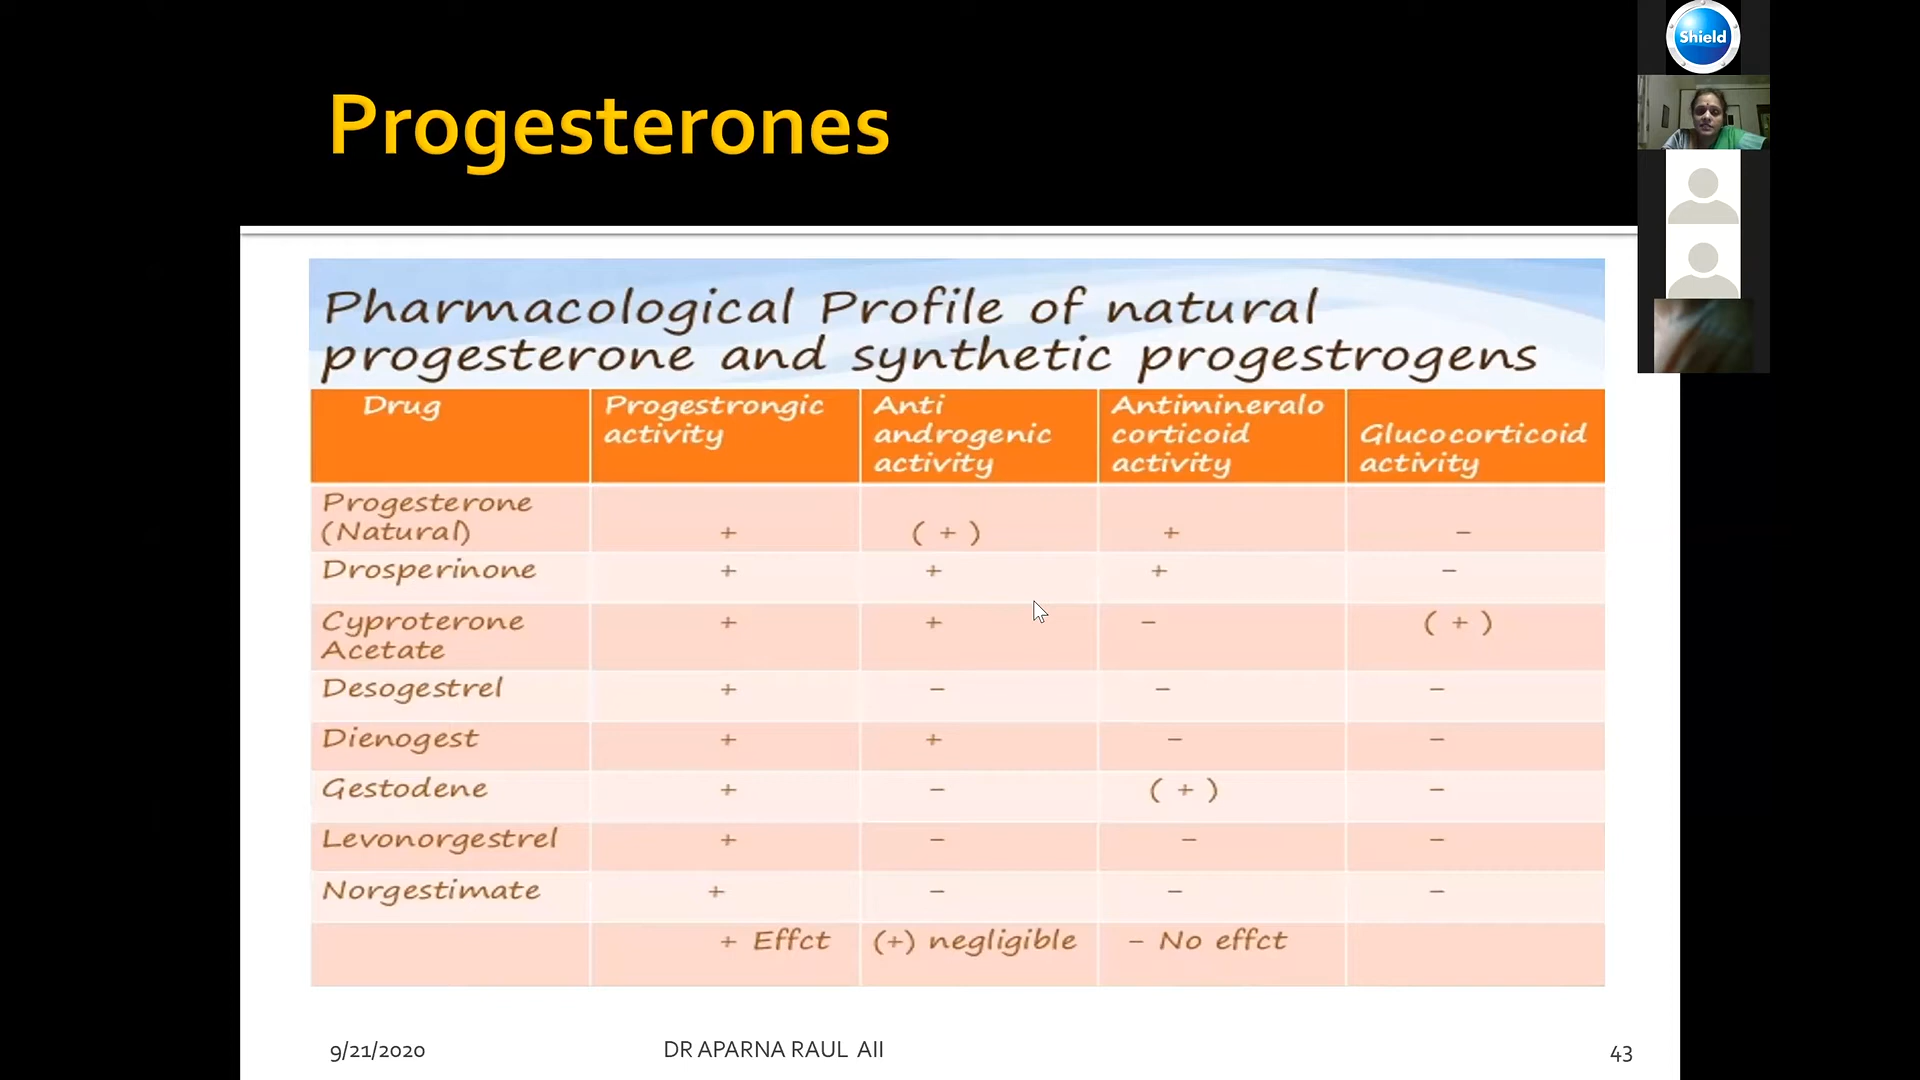 Shield
Progesterones
Pharmacological Profile of natural
progesterone and synthetic progestrogens
Drug
Progestrongic
activity
Anti
androgenic
activity
Antimineralo
corticoid
activity
Glucocorticoid
activity
Progesterone
(Natural) + (+) + –
Drosperinone + + + –
Cyproterone + + – (+)
Acetate
Desogestrel + – – –
Dienogest + + – –
Gestodene + – (+) –
Levonorgestrel + – – –
Norgestimate + – – –
+ Effct (+) negligible – No effct
9/21/2020 DR APARNA RAUL AII 43